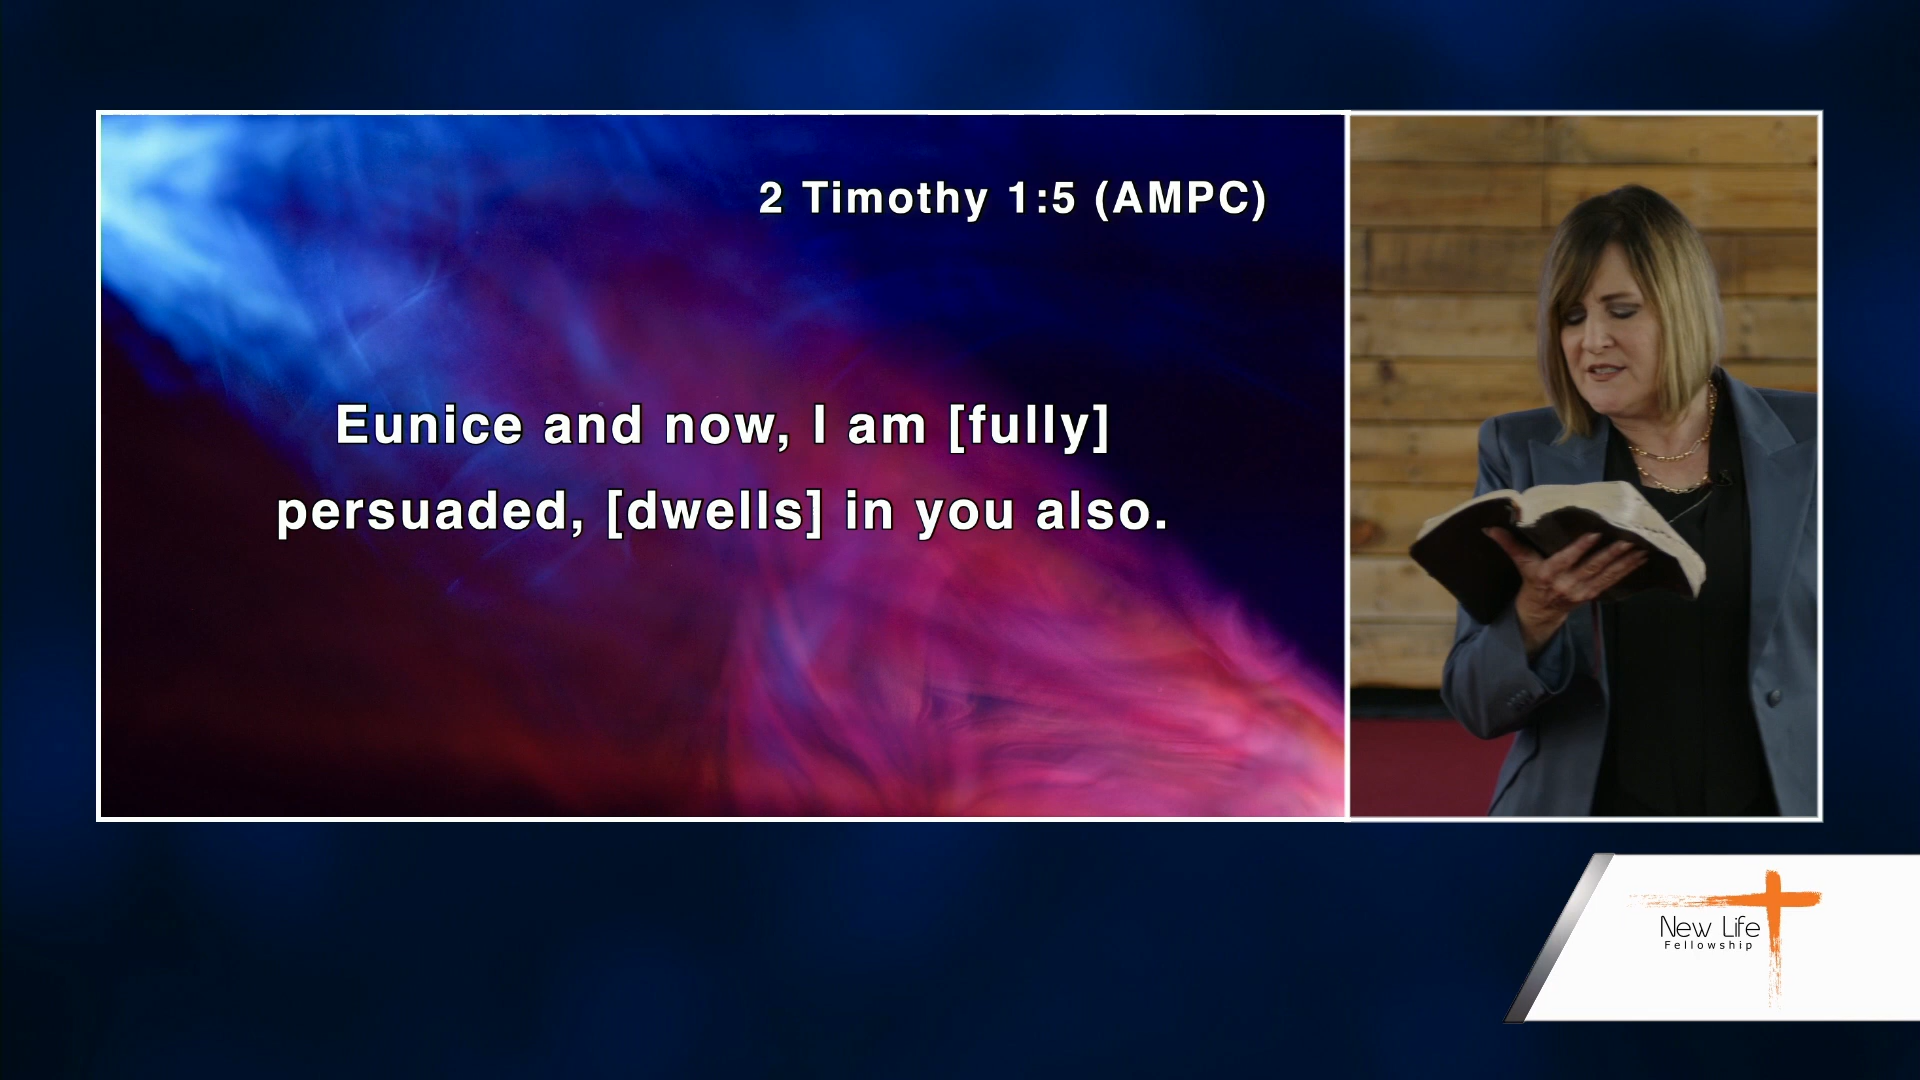 2 Timothy 1:5 (AMPC)
Eunice and now, I am [fully]
persuaded, [dwells] in you also.
New Life
Fellowship